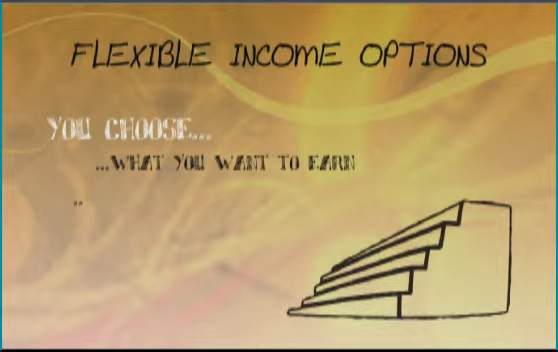 FLEXIBLE INCOME OPTIONS
YOU CHOOSE...
...WHAT YOU WANT TO EARN
..